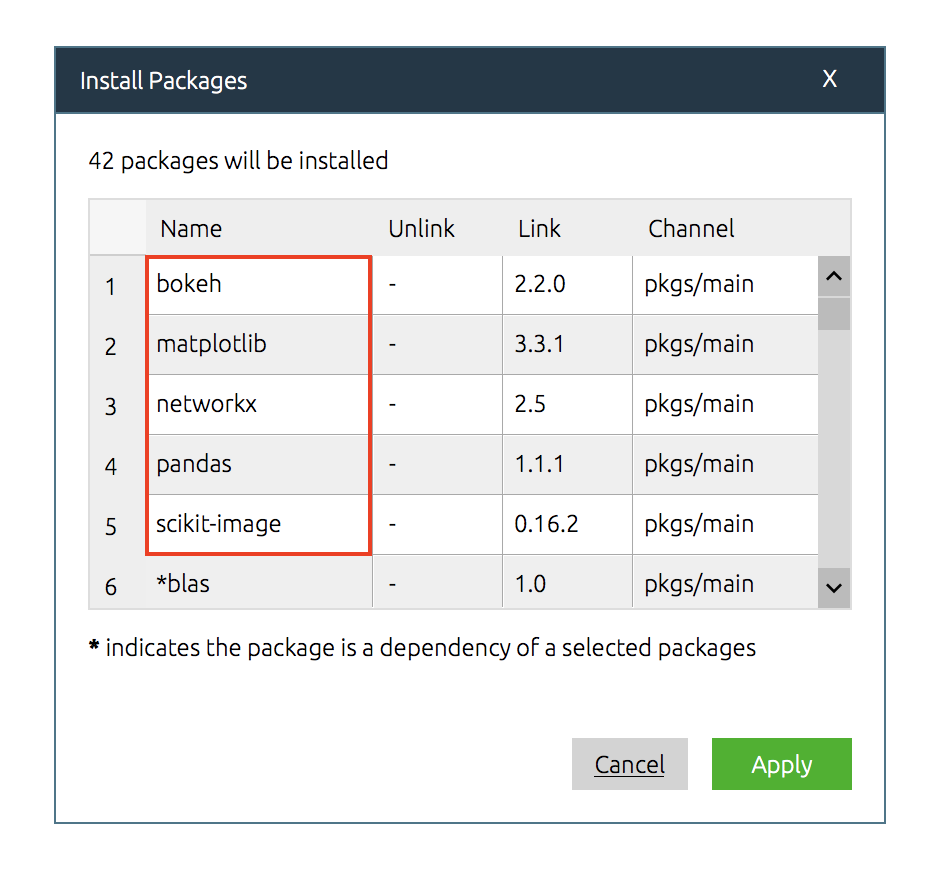 Install Packages X
42 packages will be installed
Name Unlink Link Channel
1 bokeh - 2.2.0 pkgs/main
2 matplotlib - 3.3.1 pkgs/main
3 networkx - 2.5 pkgs/main
4 pandas - 1.1.1 pkgs/main
5 scikit-image - 0.16.2 pkgs/main
6 *blas - 1.0 pkgs/main
* indicates the package is a dependency of a selected packages
Cancel Apply